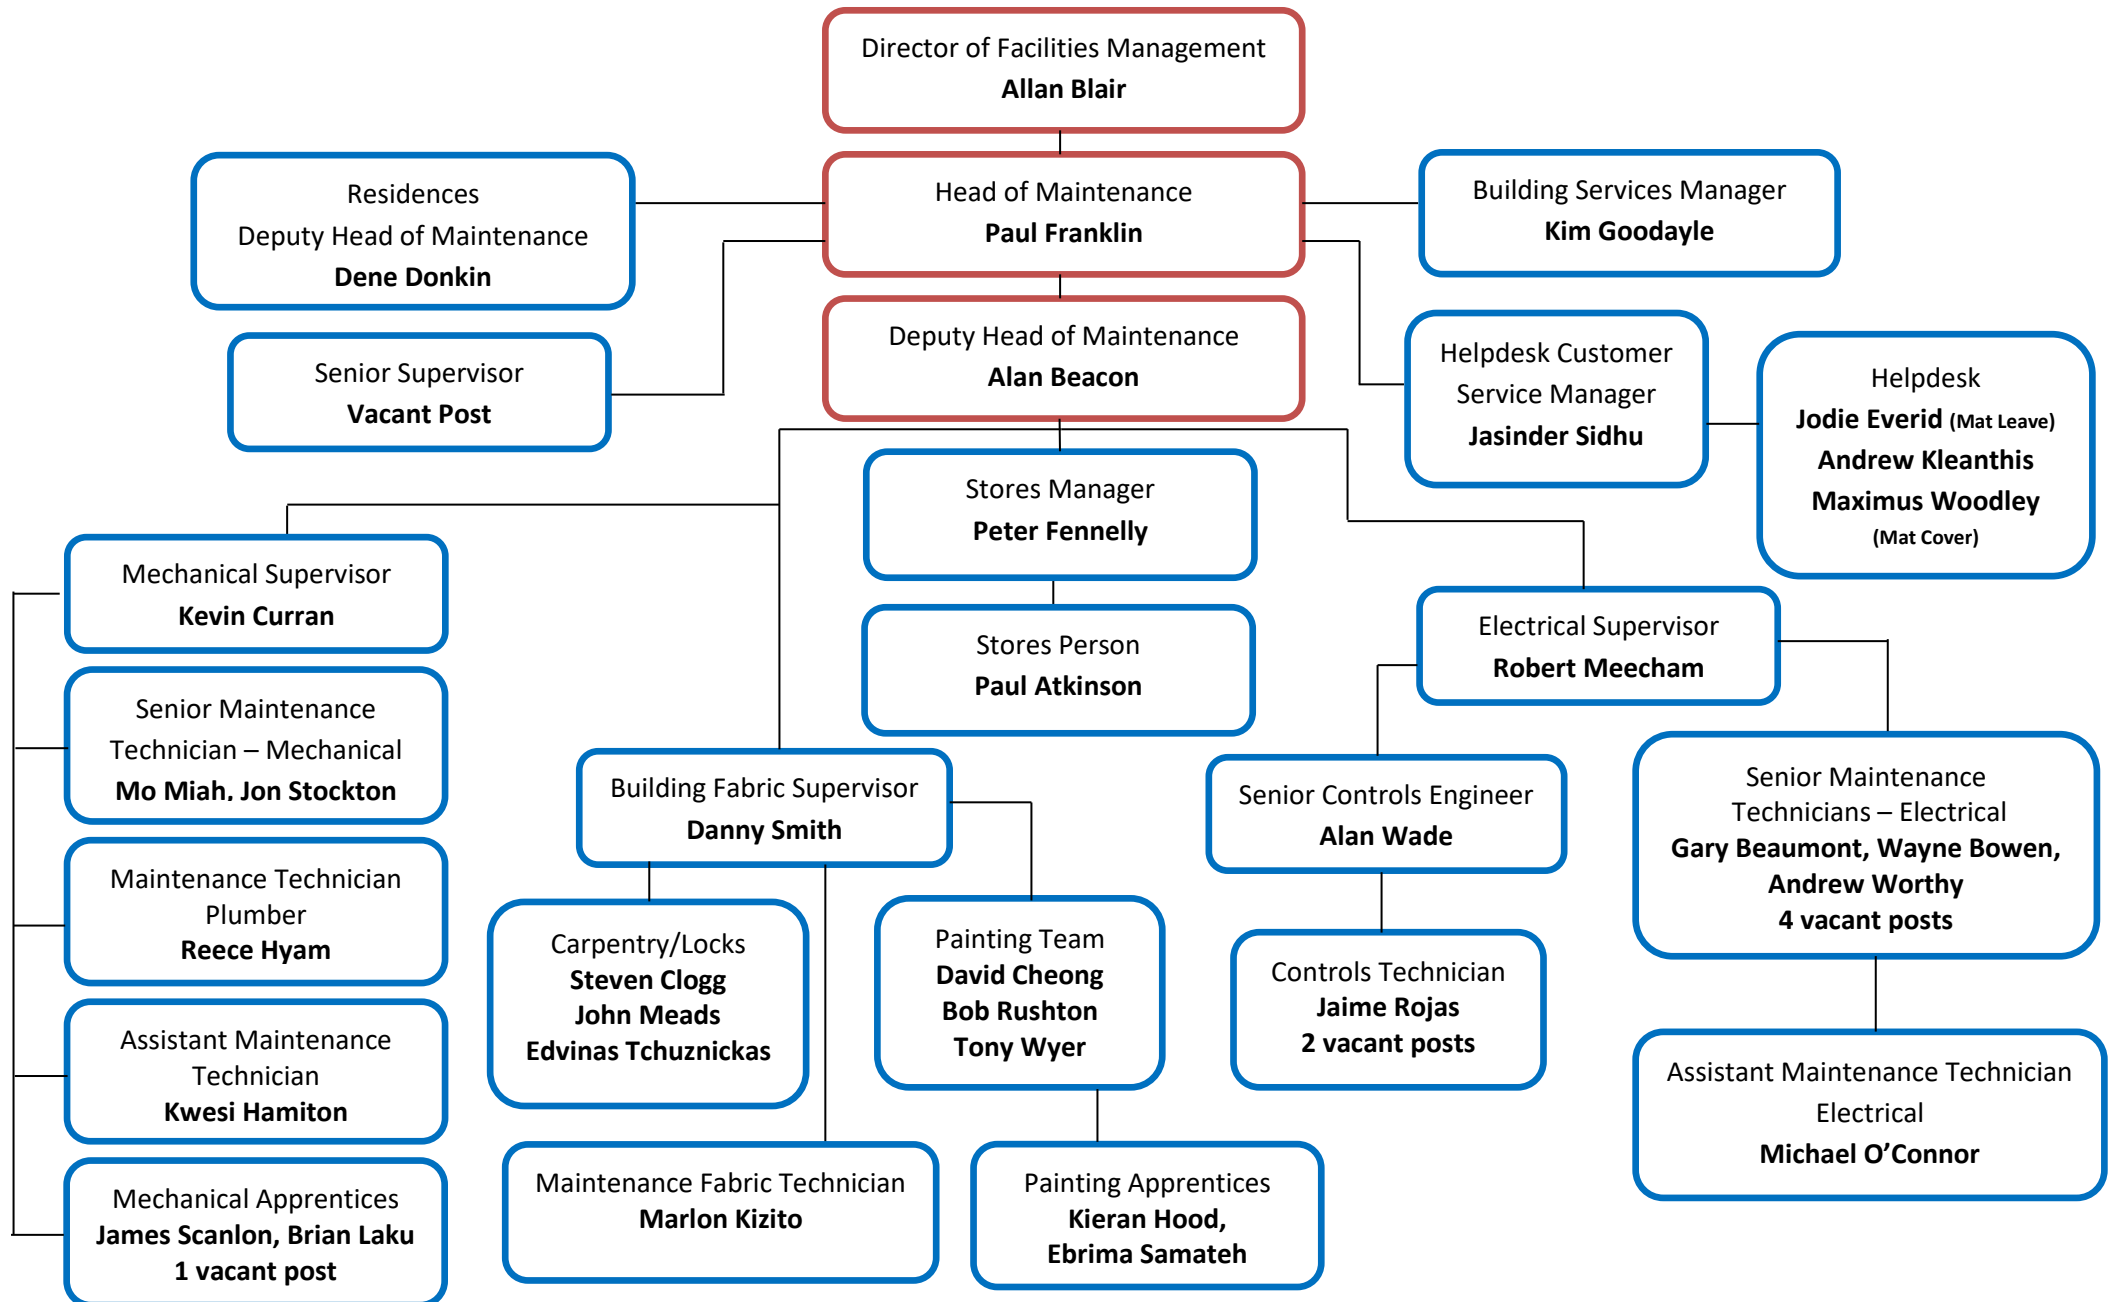 Director of Facilities Management
Allan Blair
Residences
Deputy Head of Maintenance
Dene Donkin
Head of Maintenance
Paul Franklin
Building Services Manager
Kim Goodayle
Senior Supervisor
Vacant Post
Deputy Head of Maintenance
Alan Beacon
Helpdesk Customer
Service Manager
Jasinder Sidhu
Helpdesk
Jodie Everid (Mat Leave)
Andrew Kleanthis
Maximus Woodley
(Mat Cover)
Stores Manager
Peter Fennelly
Stores Person
Paul Atkinson
Mechanical Supervisor
Kevin Curran
Senior Maintenance
Technician – Mechanical
Mo Miah, Jon Stockton
Maintenance Technician
Plumber
Reece Hyam
Assistant Maintenance
Technician
Kwesi Hamiton
Mechanical Apprentices
James Scanlon, Brian Laku
1 vacant post
Building Fabric Supervisor
Danny Smith
Carpentry/Locks
Steven Clogg
John Meads
Edvinas Tchuznickas
Maintenance Fabric Technician
Marlon Kizito
Painting Team
David Cheong
Bob Rushton
Tony Wyer
Painting Apprentices
Kieran Hood,
Ebrima Samateh
Electrical Supervisor
Robert Meecham
Senior Controls Engineer
Alan Wade
Controls Technician
Jaime Rojas
2 vacant posts
Senior Maintenance
Technicians – Electrical
Gary Beaumont, Wayne Bowen,
Andrew Worthy
4 vacant posts
Assistant Maintenance Technician
Electrical
Michael O’Connor